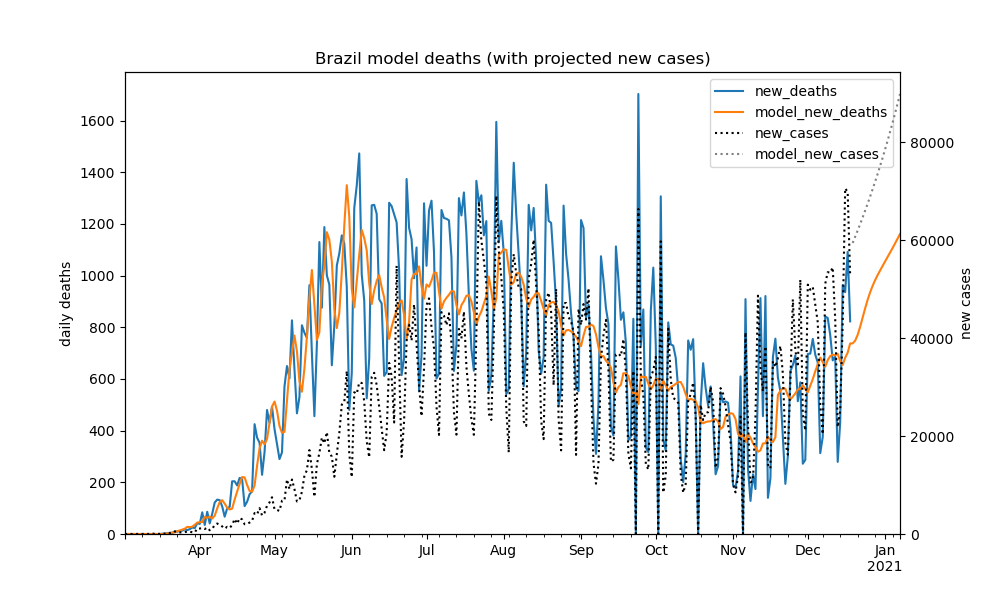 Brazil model deaths (with projected new cases)
new_deaths
model_new_deaths
new_cases
model_new_cases
daily deaths
new cases
1600
1400
1200
1000
800
600
400
200
0
80000
60000
40000
20000
0
Apr May Jun Jul Aug Sep Oct Nov Dec Jan
2021